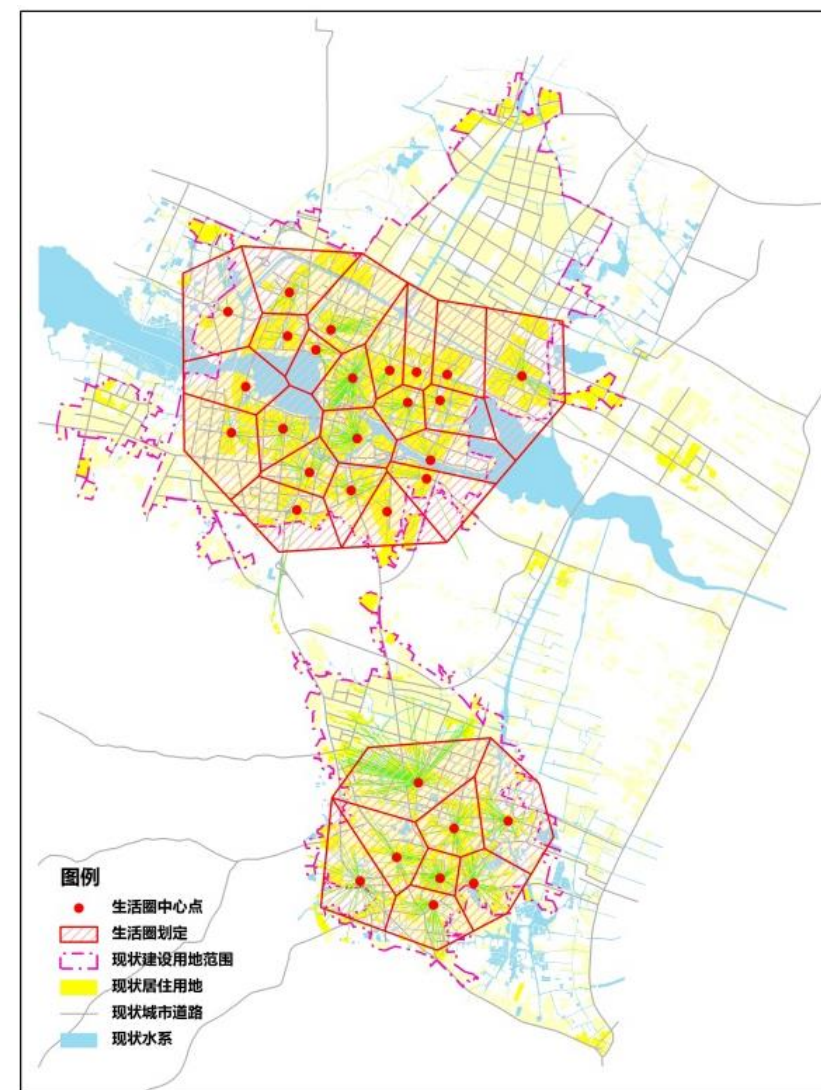 图例
生活圈中心点
生活圈划定
现状建设用地范围
现状居住用地
现状城市道路
现状水系